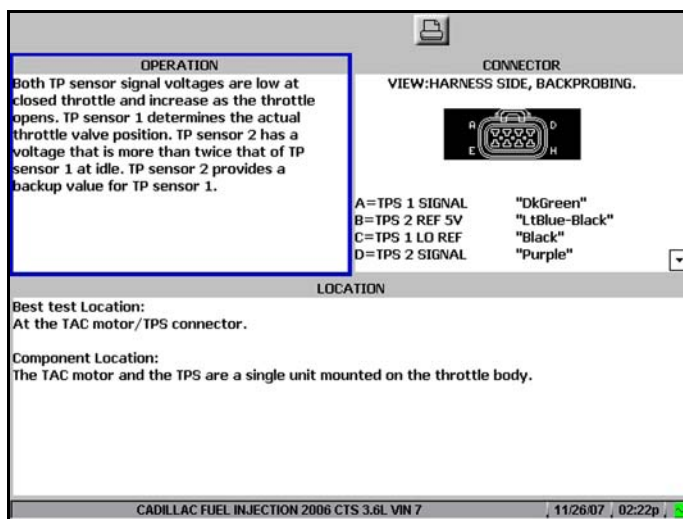 OPERATION
Both TP sensor signal voltages are low at
closed throttle and increase as the throttle
opens. TP sensor 1 determines the actual
throttle valve position. TP sensor 2 has a
voltage that is more than twice that of TP
sensor 1 at idle. TP sensor 2 provides a
backup value for TP sensor 1.
CONNECTOR
VIEW:HARNESS SIDE, BACKPROBING.
A D
E H
A=TPS 1 SIGNAL "DkGreen"
B=TPS 2 REF 5V "LtBlue-Black"
C=TPS 1 LO REF "Black"
D=TPS 2 SIGNAL "Purple"
LOCATION
Best test Location:
At the TAC motor/TPS connector.
Component Location:
The TAC motor and the TPS are a single unit mounted on the throttle body.
CADILLAC FUEL INJECTION 2006 CTS 3.6L VIN 7 11/26/07 02:22p